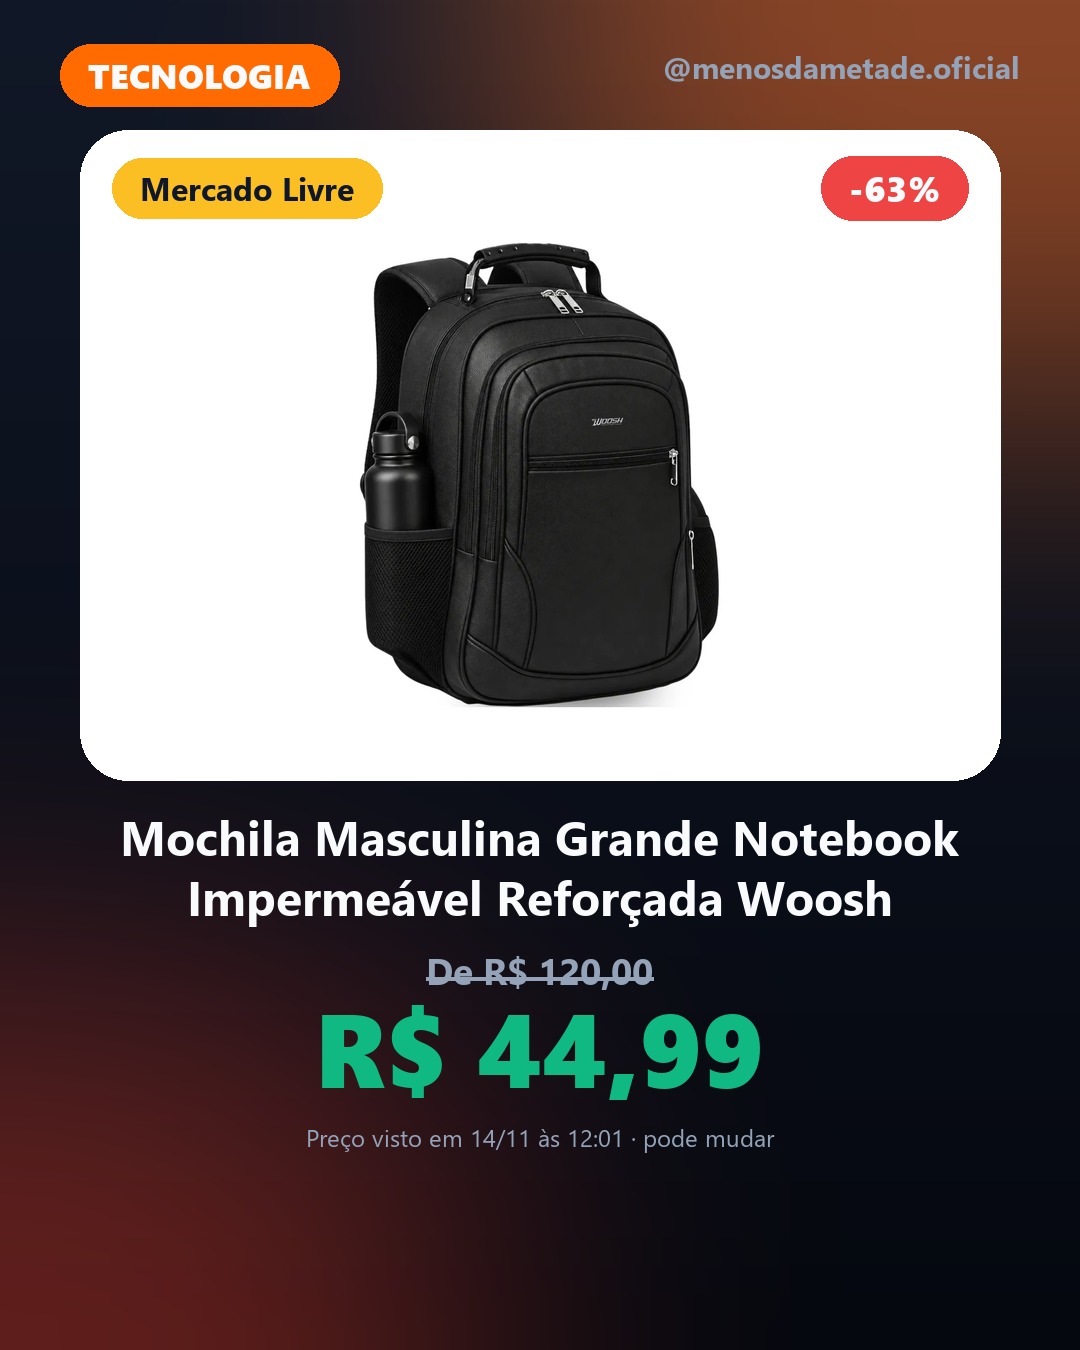 TECNOLOGIA
@menosdametade.oficial
Mercado Livre
-63%
WOOSH
Mochila Masculina Grande Notebook
Impermeável Reforçada Woosh
De R$ 120,00
R$ 44,99
Preço visto em 14/11 às 12:01 · pode mudar